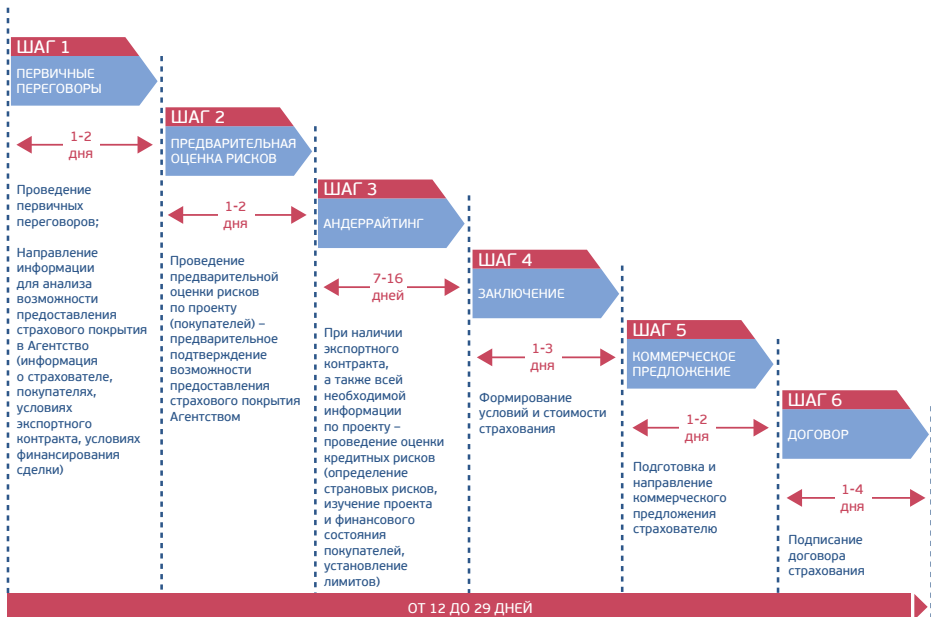 ШАГ 1
ПЕРВИЧНЫЕ
ПЕРЕГОВОРЫ
1-2
дня
Проведение
первичных
переговоров;
Направление
информации
для анализа
возможности
предоставления
страхового покрытия
в Агентство
(информация
о страхователе,
покупателях,
условиях
экспортного
контракта, условиях
финансирования
сделки)
ШАГ 2
ПРЕДВАРИТЕЛЬНАЯ
ОЦЕНКА РИСКОВ
1-2
дня
Проведение
предварительной
оценки рисков
по проекту
(покупателей) –
предварительное
подтверждение
возможности
предоставления
страхового покрытия
Агентством
ШАГ 3
АНДЕРРАЙТИНГ
7-16
дней
При наличии
экспортного
контракта,
а также всей
необходимой
информации
по проекту –
проведение оценки
кредитных рисков
(определение
страновых рисков,
изучение проекта
и финансового
состояния
покупателей,
установление
лимитов)
ШАГ 4
ЗАКЛЮЧЕНИЕ
1-3
дня
Формирование
условий и стоимости
страхования
ШАГ 5
КОММЕРЧЕСКОЕ
ПРЕДЛОЖЕНИЕ
1-2
дня
Подготовка и
направление
коммерческого
предложения
страхователю
ШАГ 6
ДОГОВОР
1-4
дня
Подписание
договора
страхования
ОТ 12 ДО 29 ДНЕЙ